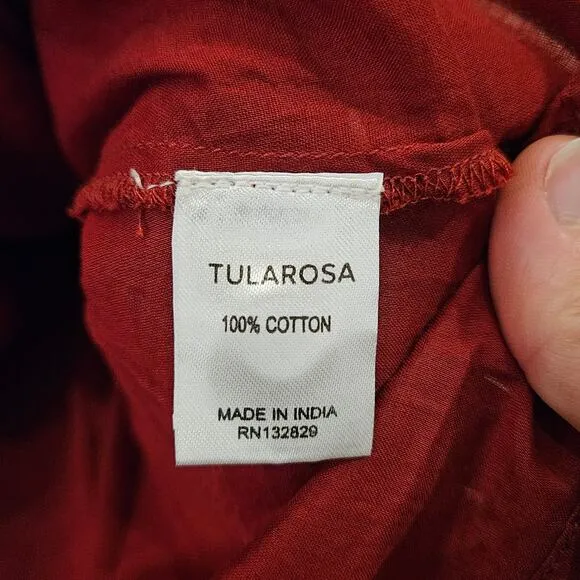 TULAROSA
100% COTTON
MADE IN INDIA
RN132829